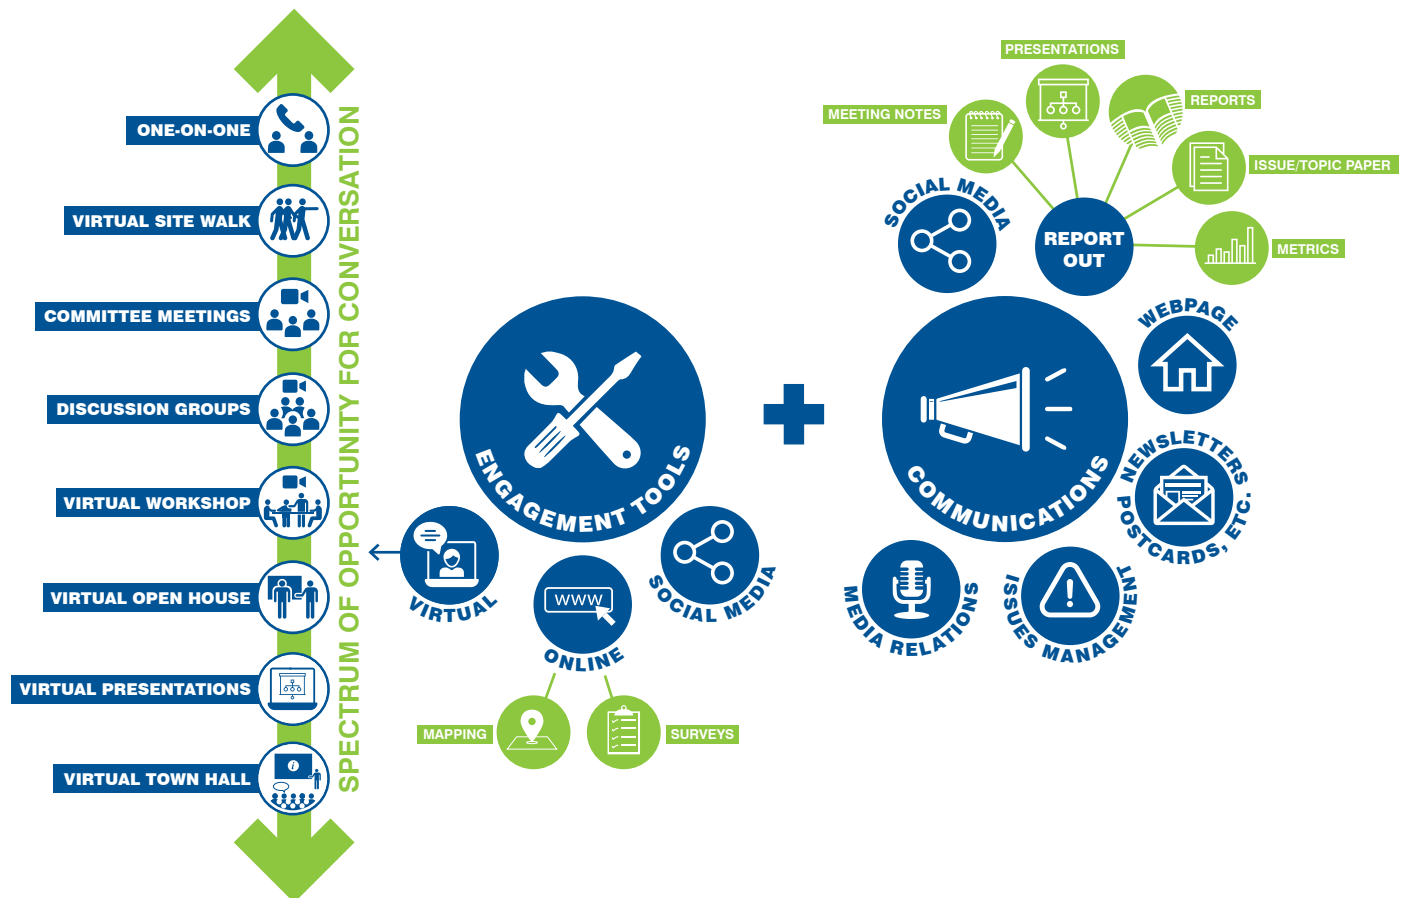 ONE-ON-ONE
VIRTUAL SITE WALK
COMMITTEE MEETINGS
DISCUSSION GROUPS
VIRTUAL WORKSHOP
VIRTUAL OPEN HOUSE
VIRTUAL PRESENTATIONS
VIRTUAL TOWN HALL
i
SPECTRUM OF OPPORTUNITY FOR CONVERSATION
ENGAGEMENT TOOLS
VIRTUAL
WWW
ONLINE
SOCIAL MEDIA
MAPPING
SURVEYS
COMMUNICATIONS
SOCIAL MEDIA
REPORT
OUT
MEETING NOTES
PRESENTATIONS
REPORTS
ISSUE/TOPIC PAPER
METRICS
WEBPAGE
NEWSLETTERS
POSTCARDS, ETC.
ISSUES MANAGEMENT
MEDIA RELATIONS